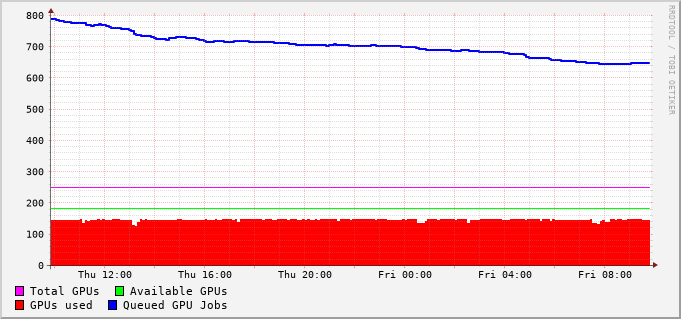 800
700
600
500
400
300
200
100
0
Thu 12:00 Thu 16:00 Thu 20:00 Fri 00:00 Fri 04:00 Fri 08:00
Total GPUs Available GPUs
GPUs used Queued GPU Jobs
RRDTOOL / TOBI OETIKER